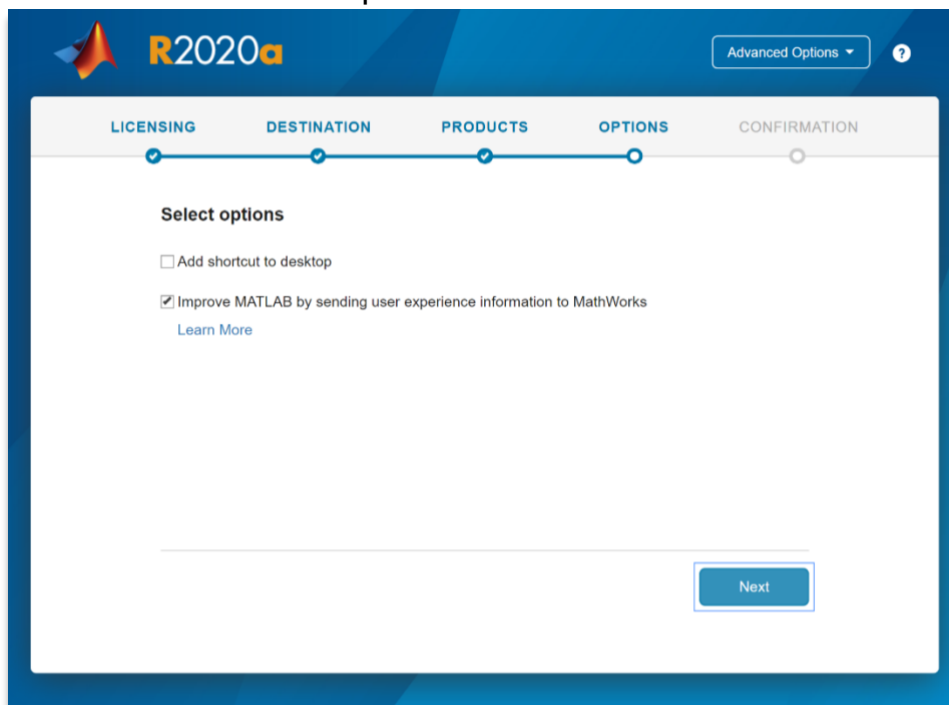 R2020a
Advanced Options
?
LICENSING DESTINATION PRODUCTS OPTIONS CONFIRMATION
Select options
Add shortcut to desktop
Improve MATLAB by sending user experience information to MathWorks
Learn More
Next